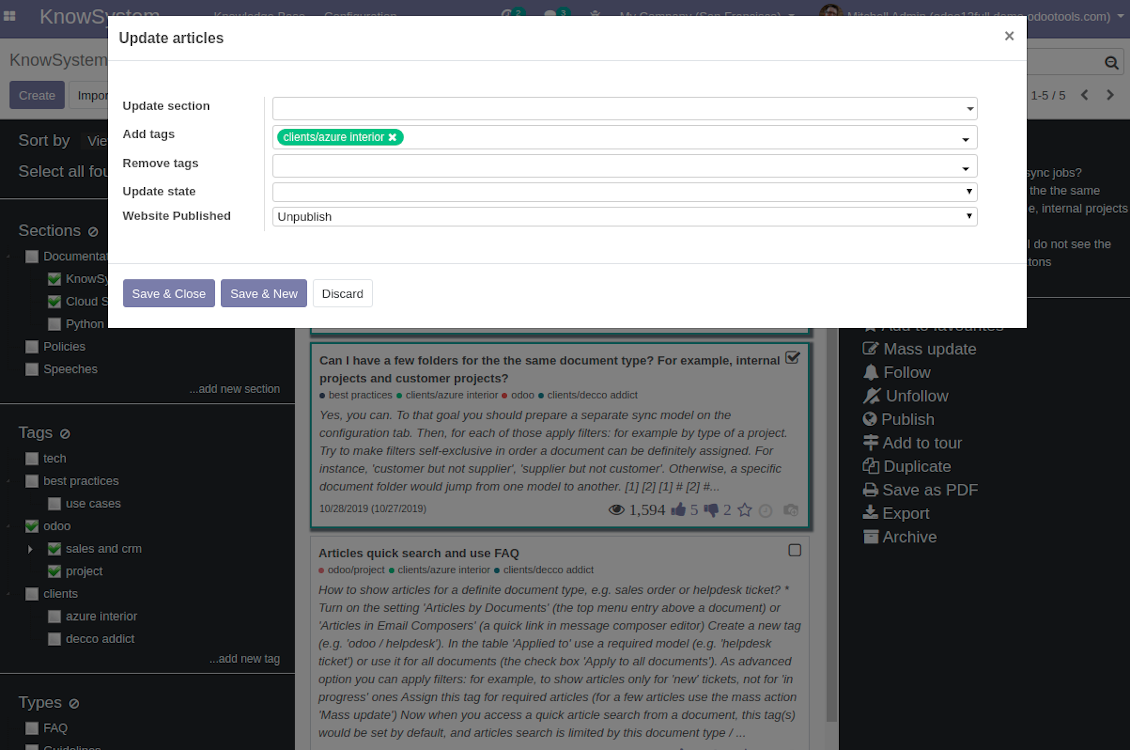 KnowSystem
Knowledge Base Configuration 2 3 My Company (San Francisco) Mitchell Admin (odoo12full.demo.odootools.com)
Update articles ×
KnowSystem
Create Impor
1-5 / 5
Update section
Add tags clients/azure interior ✖
Remove tags
Update state
Website Published Unpublish
Save & Close Save & New Discard
Sort by Vie
Select all fou
Sections
Documentat
KnowSy
Cloud S
Python
Policies
Speeches
...add new section
Tags
tech
best practices
use cases
odoo
sales and crm
project
clients
azure interior
decco addict
...add new tag
Types
FAQ
Guidelines
Can I have a few folders for the the same document type? For example, internal
projects and customer projects?
best practices clients/azure interior odoo clients/decco addict
Yes, you can. To that goal you should prepare a separate sync model on the
configuration tab. Then, for each of those apply filters: for example by type of a project.
Try to make filters self-exclusive in order a document can be definitely assigned. For
instance, 'customer but not supplier', 'supplier but not customer'. Otherwise, a specific
document folder would jump from one model to another. [1] [2] [1] # [2] #...
10/28/2019 (10/27/2019) 1,594 5 2
Articles quick search and use FAQ
odoo/project clients/azure interior clients/decco addict
How to show articles for a definite document type, e.g. sales order or helpdesk ticket? *
Turn on the setting 'Articles by Documents' (the top menu entry above a document) or
'Articles in Email Composers' (a quick link in message composer editor) Create a new tag
(e.g. 'odoo / helpdesk'). In the table 'Applied to' use a required model (e.g. 'helpdesk
ticket') or use it for all documents (the check box 'Apply to all documents'). As advanced
option you can apply filters: for example, to show articles only for 'new' tickets, not for 'in
progress' ones Assign this tag for required articles (for a few articles use the mass action
'Mass update') Now when you access a quick article search from a document, this tag(s)
would be set by default, and articles search is limited by this document type / ...
sync jobs?
the the same
e, internal projects
I do not see the
tons
Add to favourites
Mass update
Follow
Unfollow
Publish
Add to tour
Duplicate
Save as PDF
Export
Archive